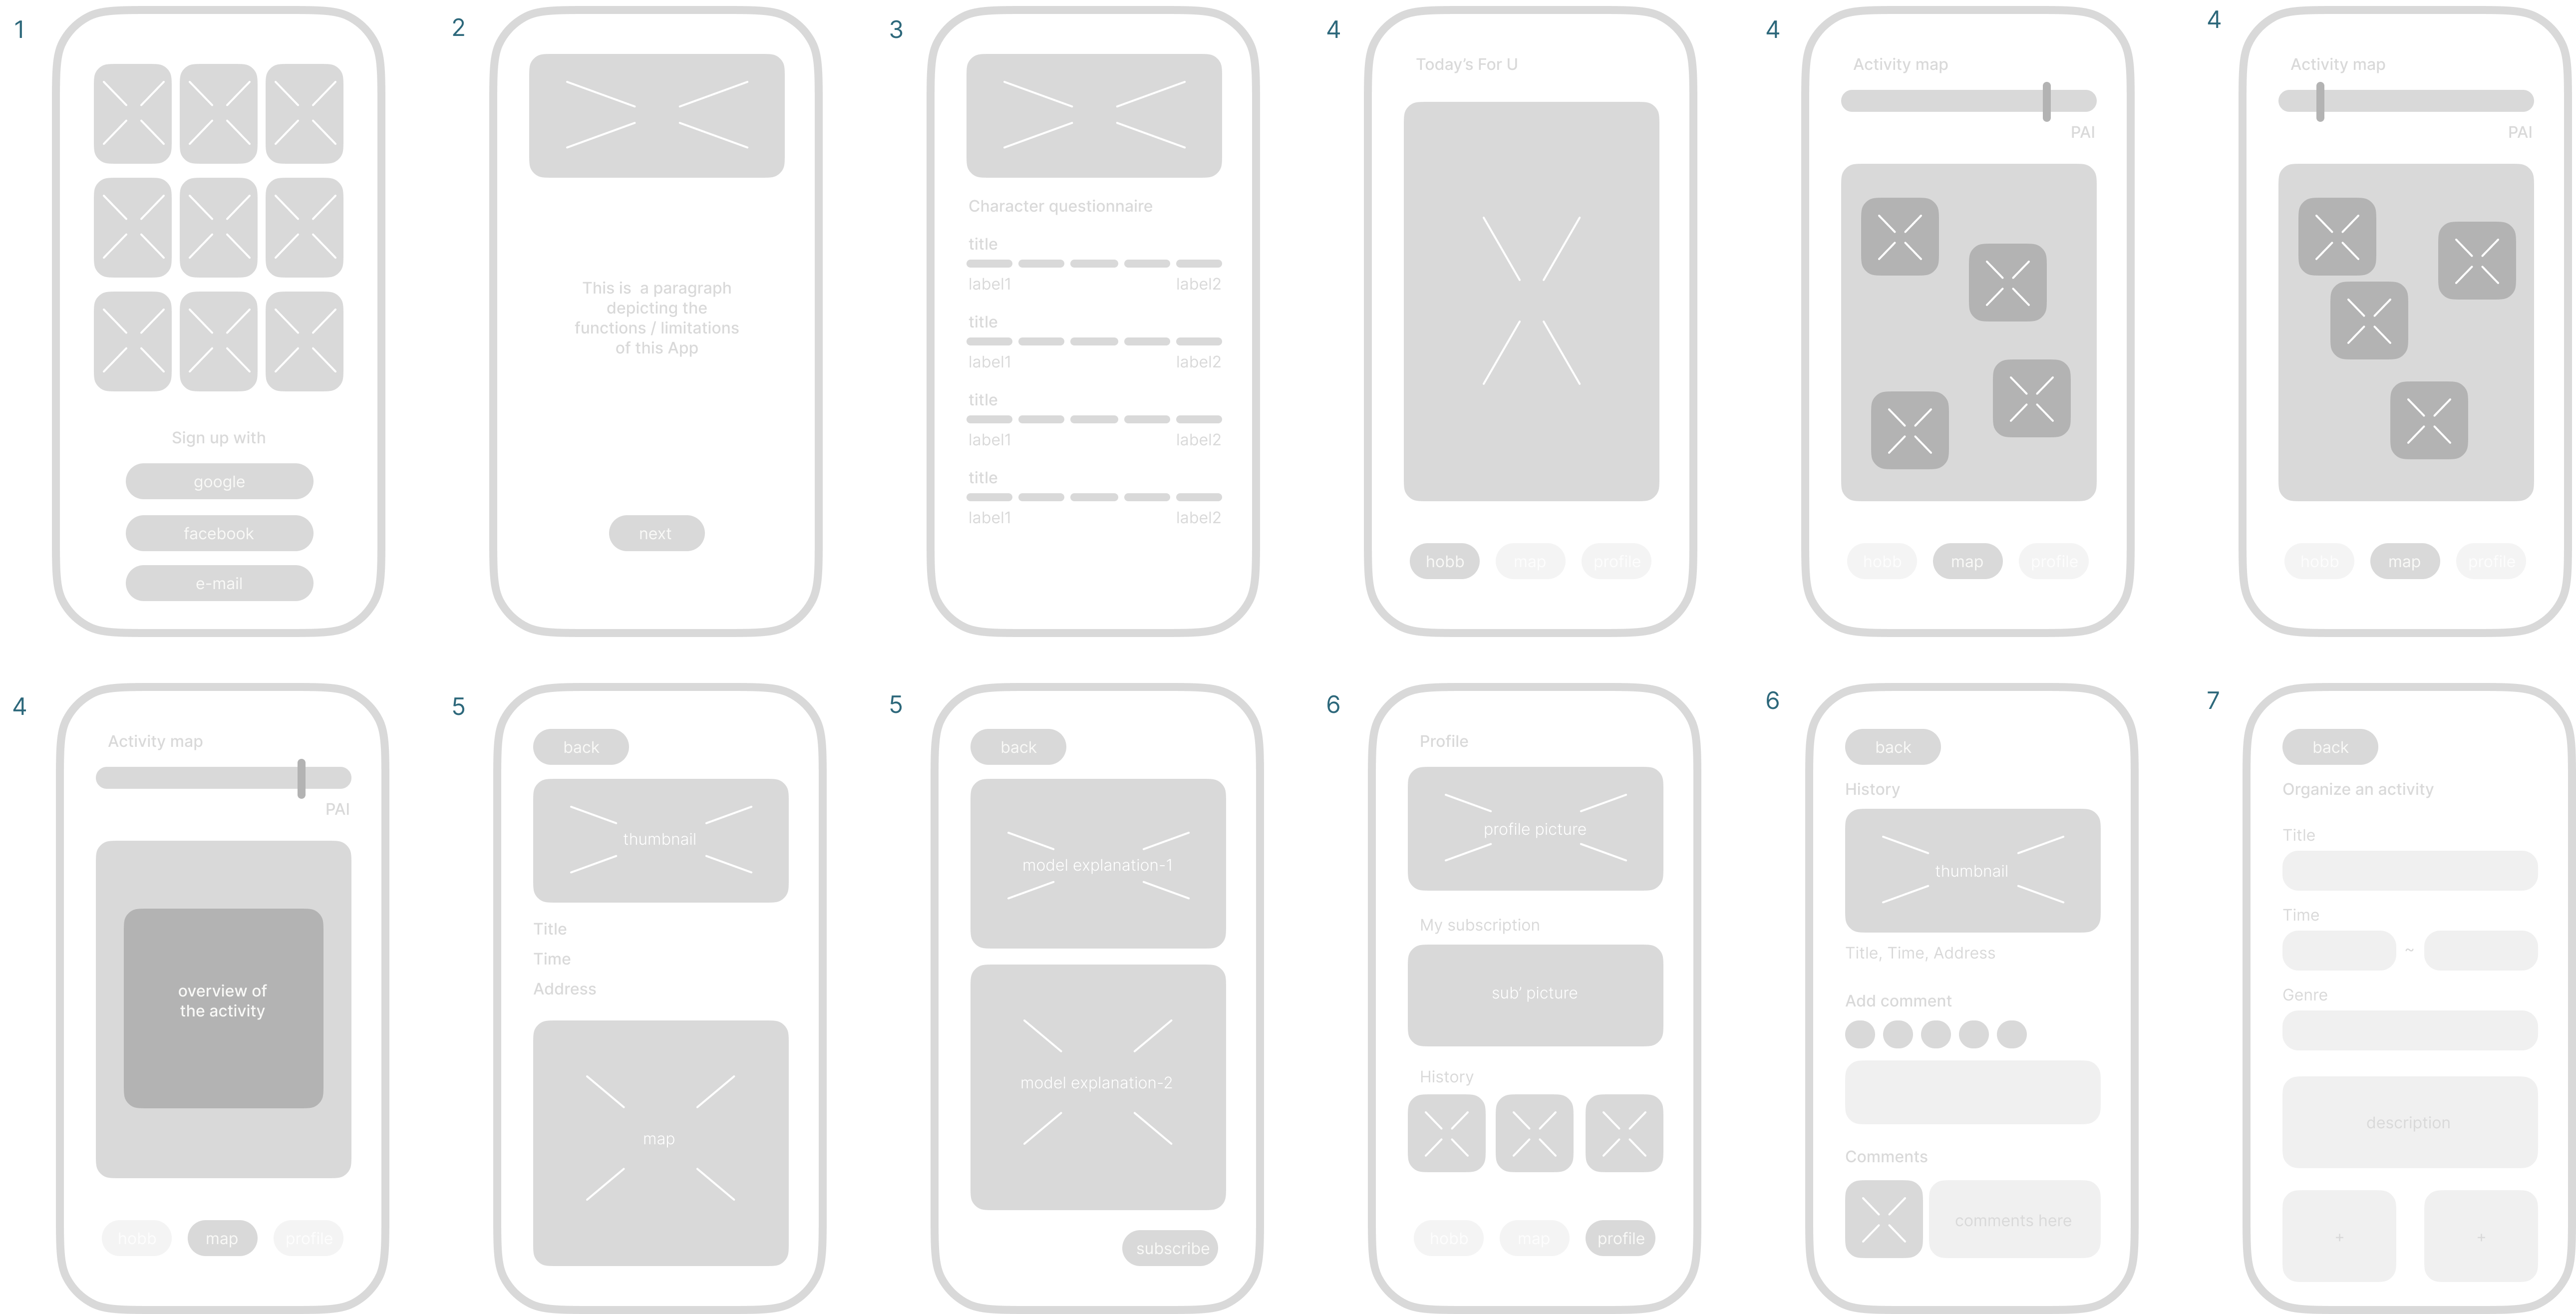 1
Sign up with
google
facebook
e-mail
2
This is a paragraph
depicting the
functions / limitations
of this App
next
3
Character questionnaire
title
label1 label2
title
label1 label2
title
label1 label2
title
label1 label2
4
Today's For U
hobb map profile
4
Activity map
PAI
hobb map profile
4
Activity map
PAI
hobb map profile
4
Activity map
PAI
overview of
the activity
hobb map profile
5
back
thumbnail
Title
Time
Address
map
5
back
model explanation-1
model explanation-2
subscribe
6
Profile
profile picture
My subscription
sub' picture
History
hobb map profile
6
back
History
thumbnail
Title, Time, Address
Add comment
Comments
comments here
7
back
Organize an activity
Title
Time
~
Genre
description
+ +